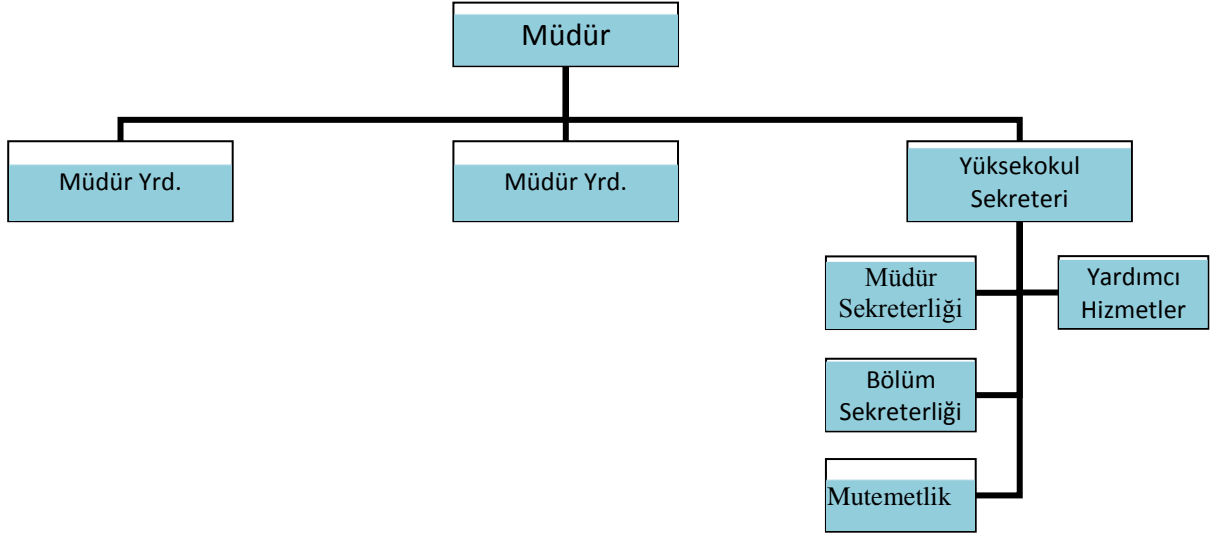 Müdür
Müdür Yrd.
Müdür Yrd.
Yüksekokul
Sekreteri
Müdür
Sekreterliği
Yardımcı
Hizmetler
Bölüm
Sekreterliği
Mutemetlik